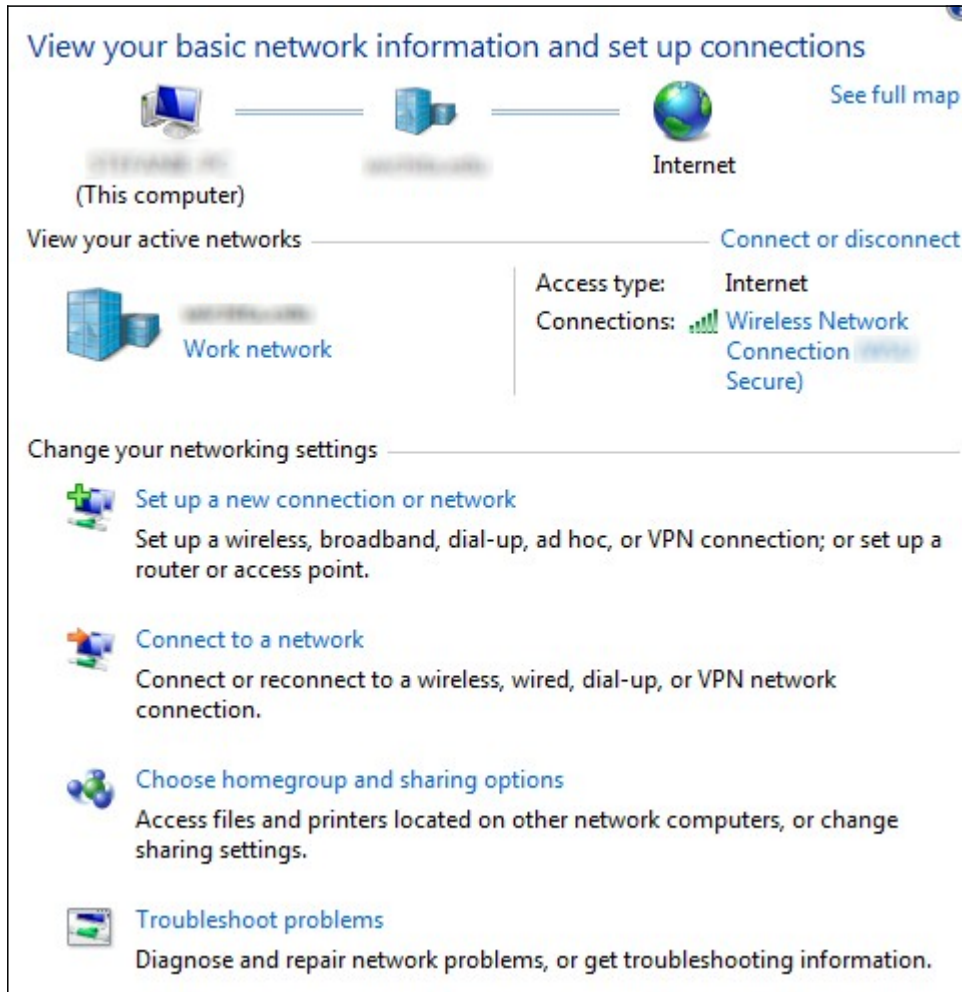 View your basic network information and set up connections
See full map
Internet
(This computer)
View your active networks
Connect or disconnect
Work network
Access type: Internet
Connections: Wireless Network
Connection
Secure)
Change your networking settings
Set up a new connection or network
Set up a wireless, broadband, dial-up, ad hoc, or VPN connection; or set up a
router or access point.
Connect to a network
Connect or reconnect to a wireless, wired, dial-up, or VPN network
connection.
Choose homegroup and sharing options
Access files and printers located on other network computers, or change
sharing settings.
Troubleshoot problems
Diagnose and repair network problems, or get troubleshooting information.